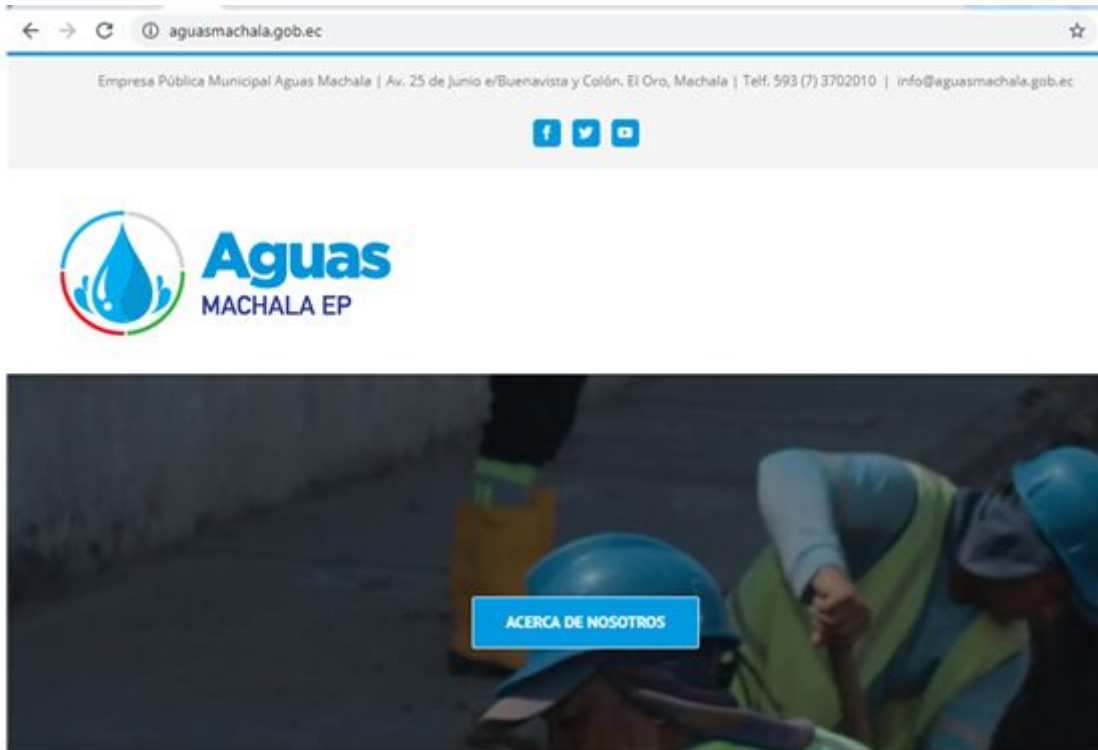 aguasmachala.gob.ec
Empresa Pública Municipal Aguas Machala | Av. 25 de Junio e/Buenavista y Colón. El Oro, Machala | Telf. 593 (7) 3702010 | info@aguasmachala.gob.ec
Aguas
MACHALA EP
ACERCA DE NOSOTROS